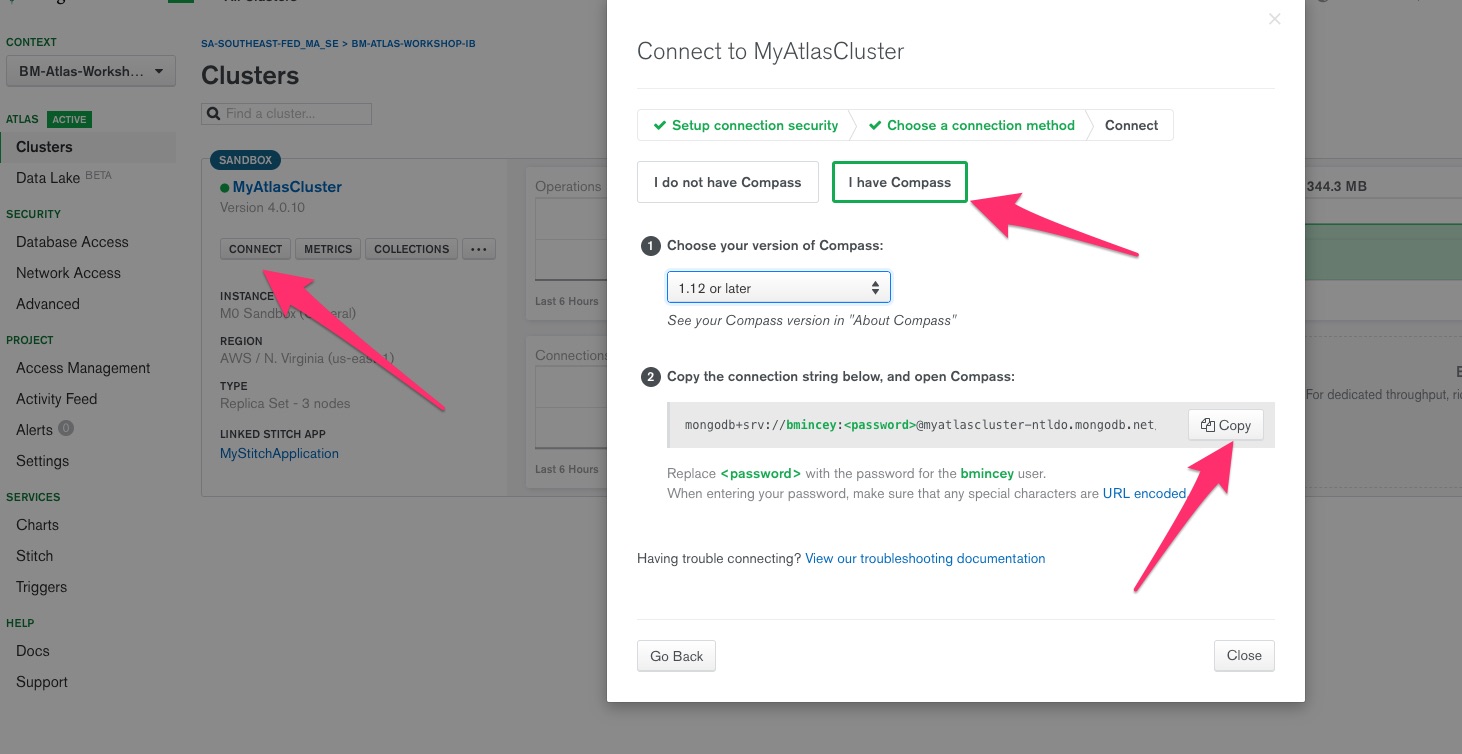 CONTEXT
BM-Atlas-Worksh...
ATLAS ACTIVE
Clusters
Data Lake BETA
SECURITY
Database Access
Network Access
Advanced
PROJECT
Access Management
Activity Feed
Alerts 0
Settings
SERVICES
Charts
Stitch
Triggers
HELP
Docs
Support
SA-SOUTHEAST-FED_MA_SE > BM-ATLAS-WORKSHOP-IB
Clusters
Find a cluster...
SANDBOX
MyAtlasCluster
Version 4.0.10
CONNECT METRICS COLLECTIONS ...
INSTANCE
M0 Sandbox
REGION
AWS / N. Virginia
TYPE
Replica Set - 3 nodes
LINKED STITCH APP
MyStitchApplication
Operations
Last 6 Hours
Connections
Last 6 Hours
Connect to MyAtlasCluster
Setup connection security Choose a connection method Connect
I do not have Compass I have Compass
1 Choose your version of Compass:
1.12 or later
See your Compass version in "About Compass"
2 Copy the connection string below, and open Compass:
mongodb+srv://bmincey:<password>@myatlascluster-ntldo.mongodb.net
Copy
Replace <password> with the password for the bmincey user.
When entering your password, make sure that any special characters are URL encoded
Having trouble connecting? View our troubleshooting documentation
Go Back Close
344.3 MB
For dedicated throughput,